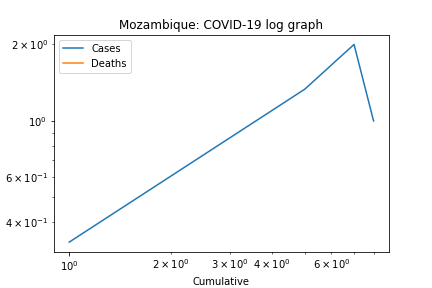 Mozambique: COVID-19 log graph
Cases
Deaths
2 × 10⁰
10⁰
6 × 10⁻¹
4 × 10⁻¹
10⁰ 2 × 10⁰ 3 × 10⁰ 4 × 10⁰ 6 × 10⁰
Cumulative